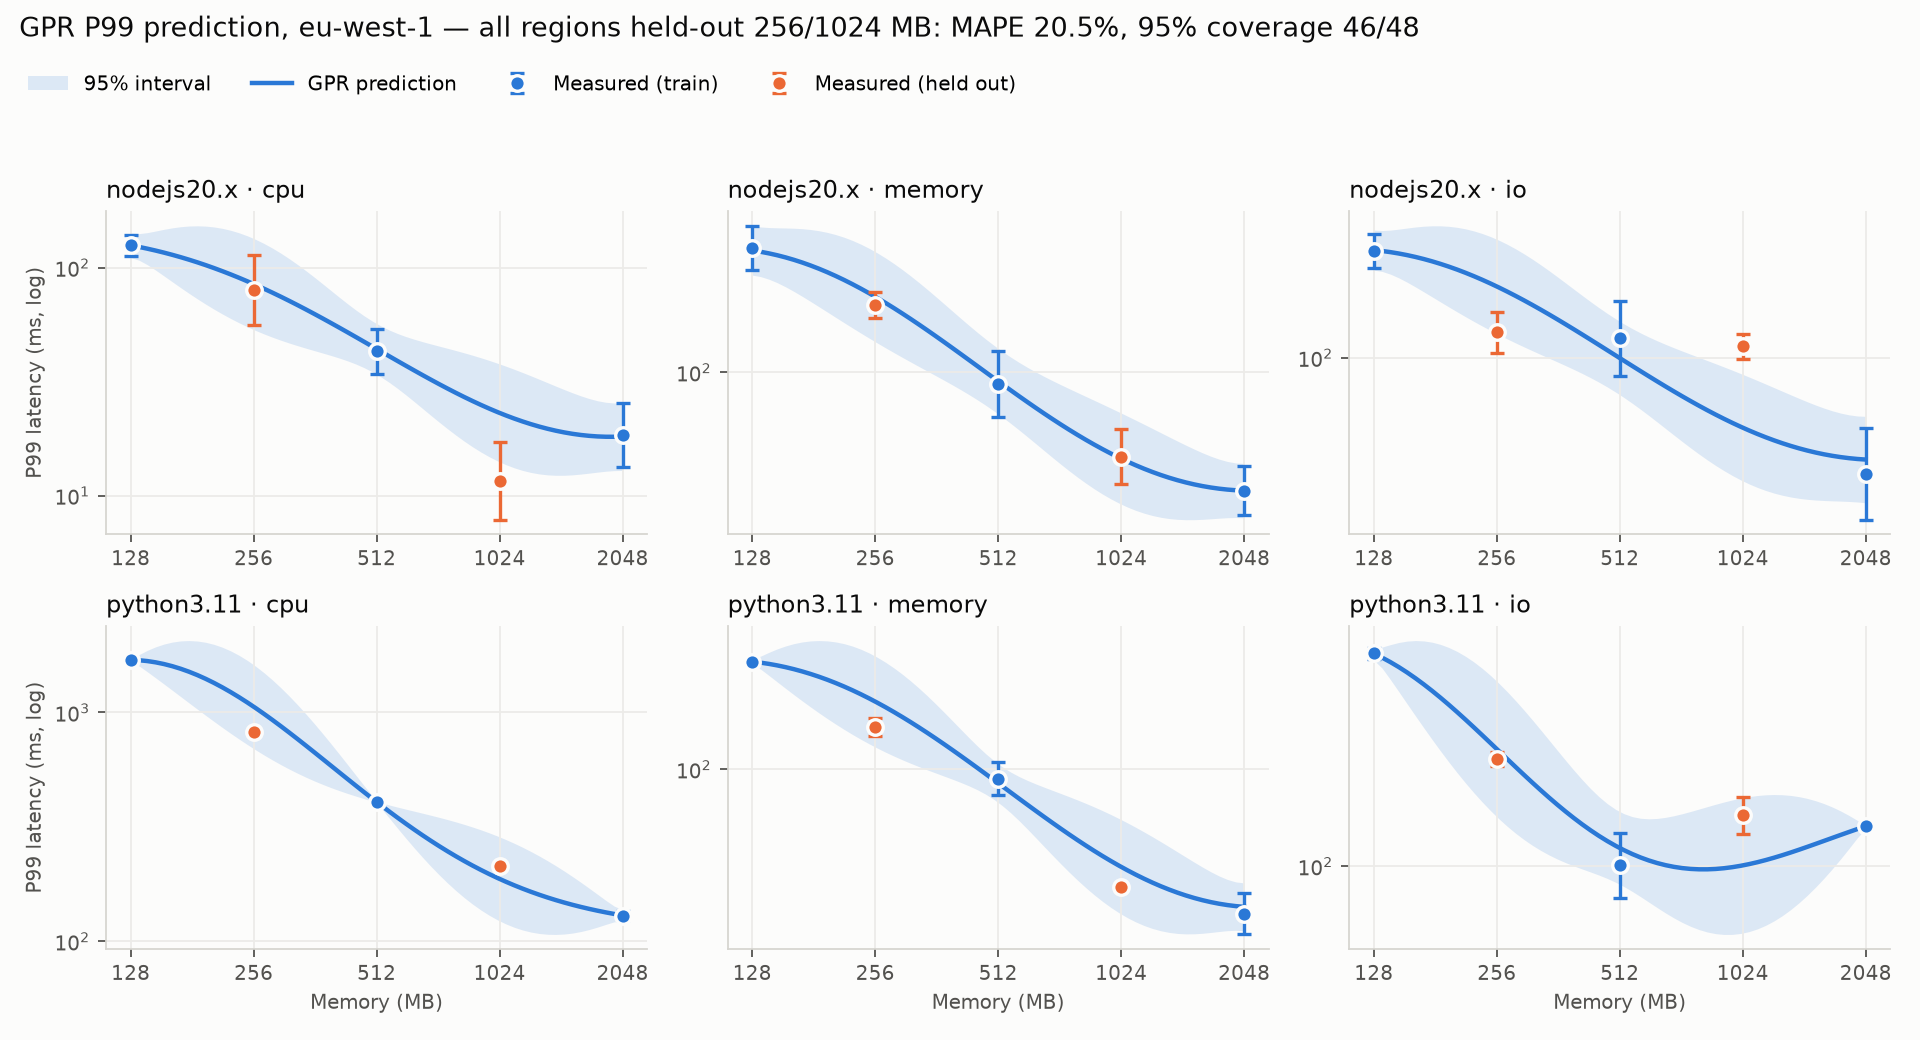 GPR P99 prediction, eu-west-1 — all regions held-out 256/1024 MB: MAPE 20.5%, 95% coverage 46/48
95% interval GPR prediction Measured (train) Measured (held out)
nodejs20.x · cpu
P99 latency (ms, log)
10²
10¹
128 256 512 1024 2048
nodejs20.x · memory
10²
128 256 512 1024 2048
nodejs20.x · io
10²
128 256 512 1024 2048
python3.11 · cpu
P99 latency (ms, log)
10³
10²
128 256 512 1024 2048
Memory (MB)
python3.11 · memory
10²
128 256 512 1024 2048
Memory (MB)
python3.11 · io
10²
128 256 512 1024 2048
Memory (MB)